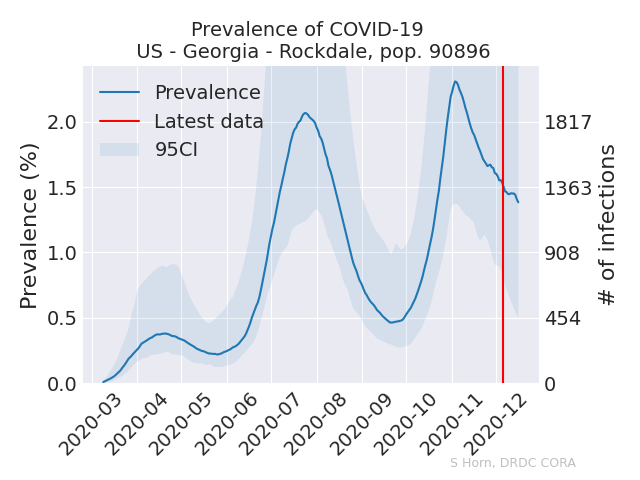 Prevalence of COVID-19
US - Georgia - Rockdale, pop. 90896
Prevalence
Latest data
95CI
Prevalence (%)
2.0
1.5
1.0
0.5
0.0
1817
1363
908
454
0
# of infections
2020-03
2020-04
2020-05
2020-06
2020-07
2020-08
2020-09
2020-10
2020-11
2020-12
S Horn, DRDC CORA